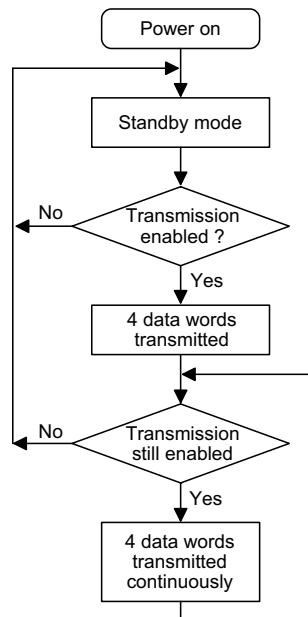 Power on
Standby mode
No
Transmission
enabled ?
Yes
4 data words
transmitted
No
Transmission
still enabled
Yes
4 data words
transmitted
continuously